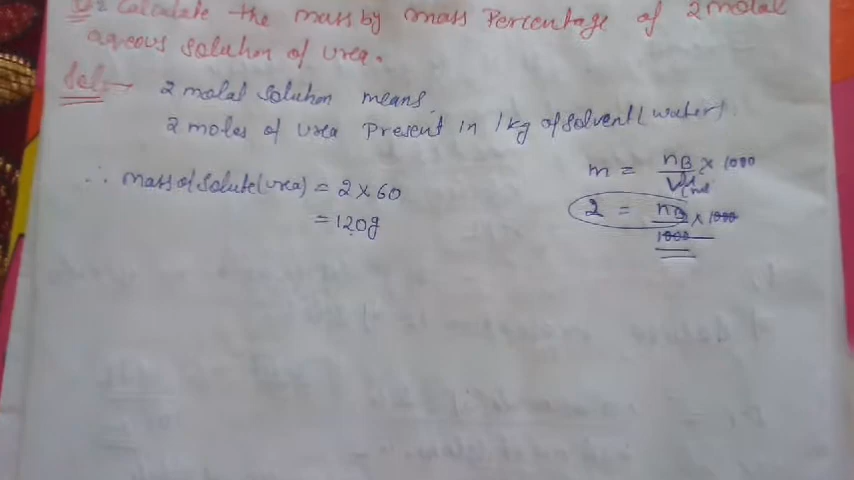 Q: Calculate the mass by mass Percentage of 2 molal
aqueous solution of urea.
Sol:→ 2 molal solution means
2 moles of urea present in 1kg of solvent (water).
∴ mass of solute(urea) = 2 × 60
= 120g
m = nB × 1000
2 = nB × 1000
1000